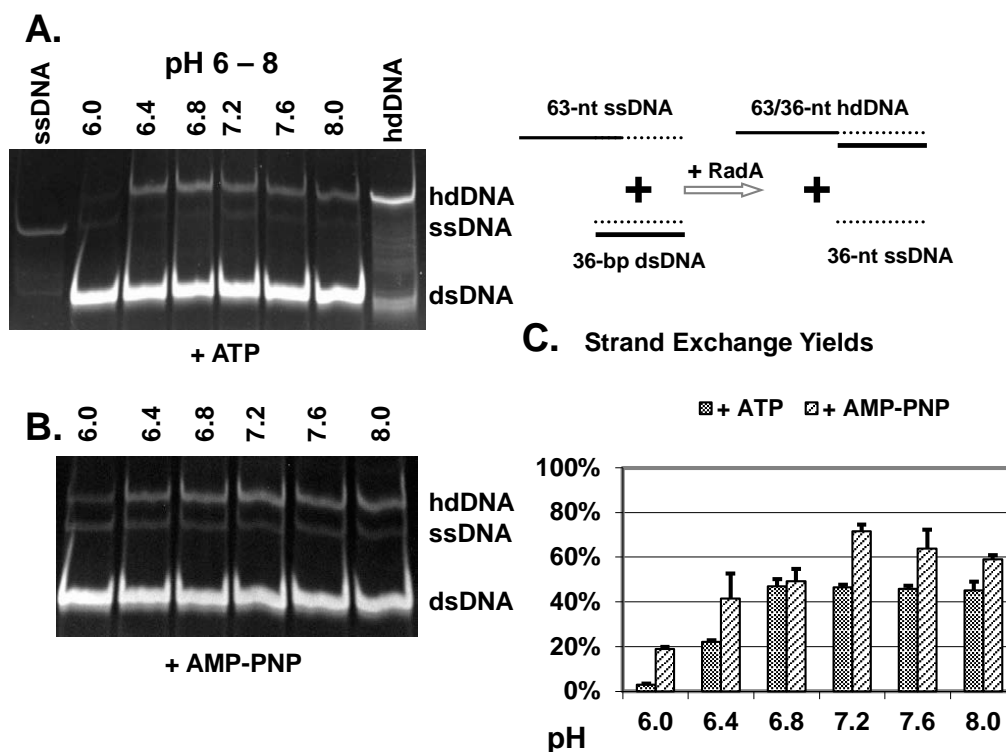 A.
pH 6 – 8
ssDNA
6.0
6.4
6.8
7.2
7.6
8.0
hdDNA
hdDNA
ssDNA
dsDNA
+ ATP
63-nt ssDNA
63/36-nt hdDNA
+ RadA
+
+
36-bp dsDNA
36-nt ssDNA
B.
6.0
6.4
6.8
7.2
7.6
8.0
hdDNA
ssDNA
dsDNA
+ AMP-PNP
C. Strand Exchange Yields
+ ATP + AMP-PNP
100%
80%
60%
40%
20%
0%
pH 6.0 6.4 6.8 7.2 7.6 8.0